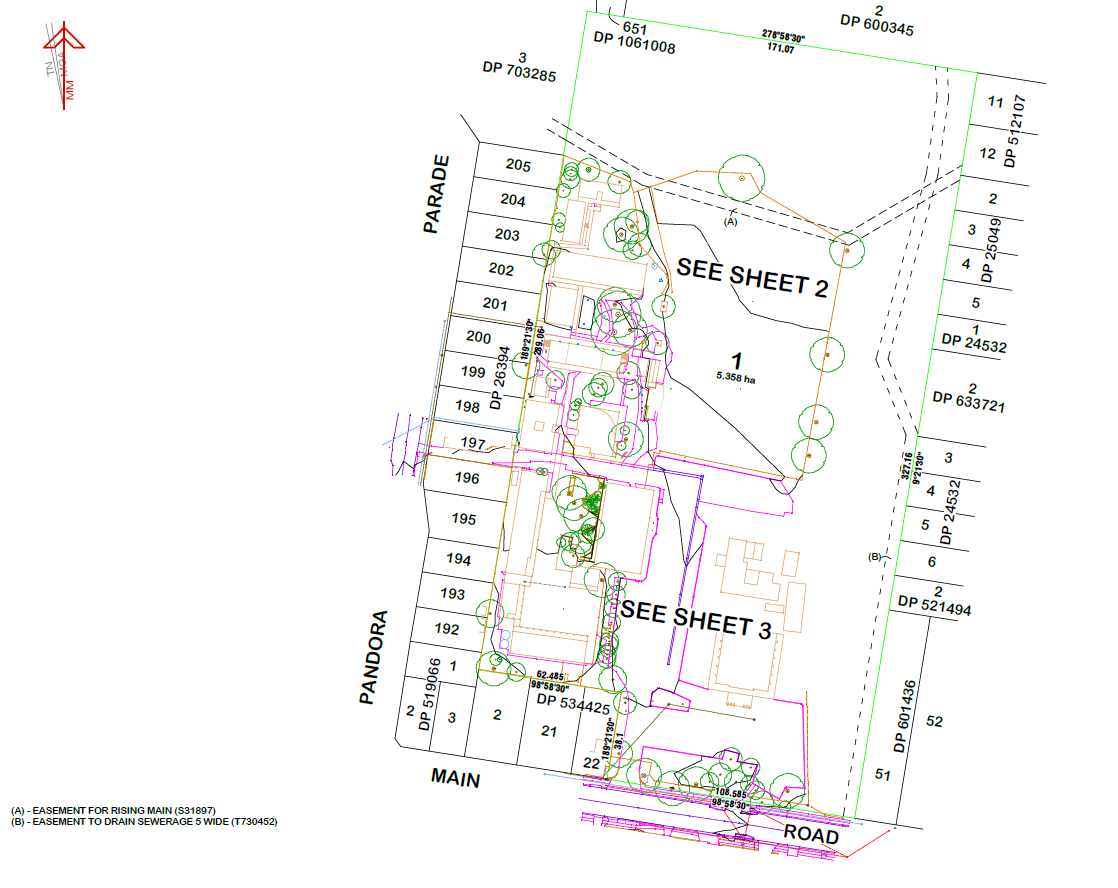 2
DP 600345
651
DP 1061008
278°58'30"
171.07
3
DP 703285
MM
11
DP 512107
12
205
PARADE
204
203
202
201
200
199
198
197
196
195
194
193
192
DP 26394
189°21'30"
289.06
(A)
SEE SHEET 2
1
5.358 ha
2
3
DP 25049
4
5
1
DP 24532
2
DP 633721
327.16
9°21'30"
3
4
DP 24532
5
6
(B)
2
DP 521494
SEE SHEET 3
PANDORA
1
DP 519066
2
3
2
62.485
98°58'30"
DP 534425
21
22
189°21'30"
38.1
DP 601436
52
51
MAIN
108.585
98°58'30"
ROAD
(A) - EASEMENT FOR RISING MAIN (S31897)
(B) - EASEMENT TO DRAIN SEWERAGE 5 WIDE (T730452)